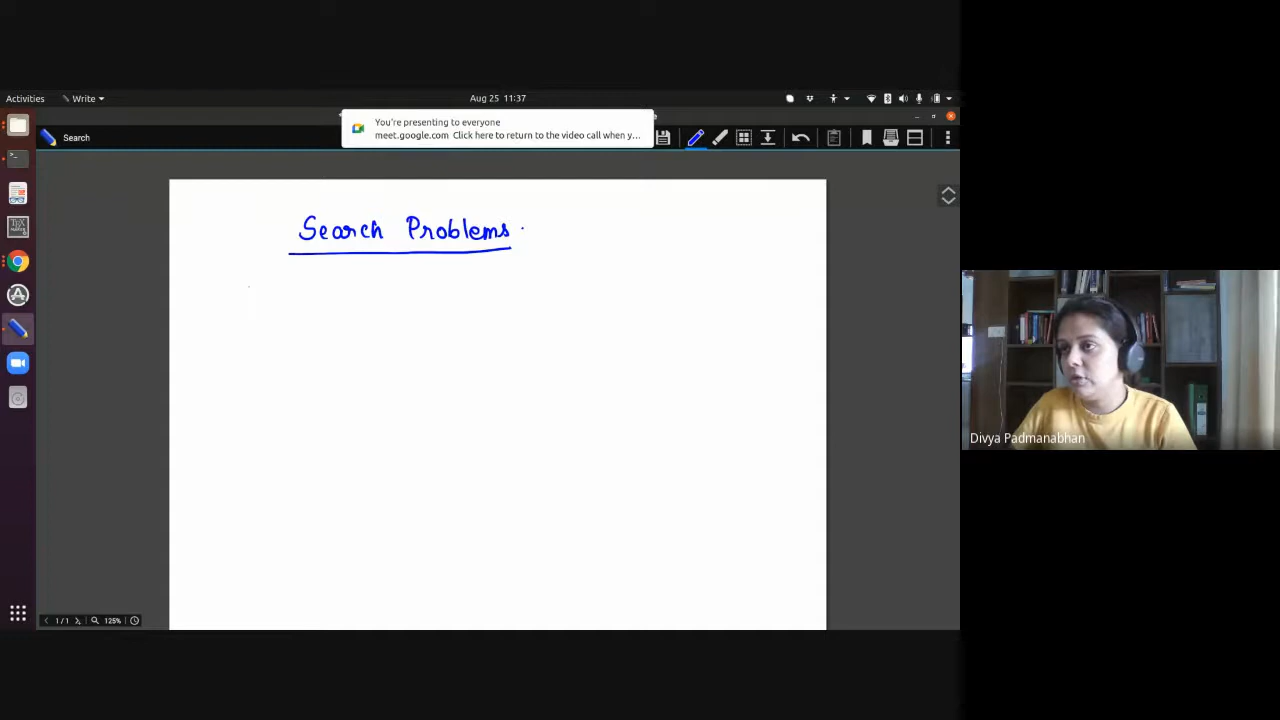 Activities
Write
Aug 25 11:37
You're presenting to everyone
meet.google.com Click here to return to the video call when y...
Search
Search Problems
1/1
125%
Divya Padmanabhan